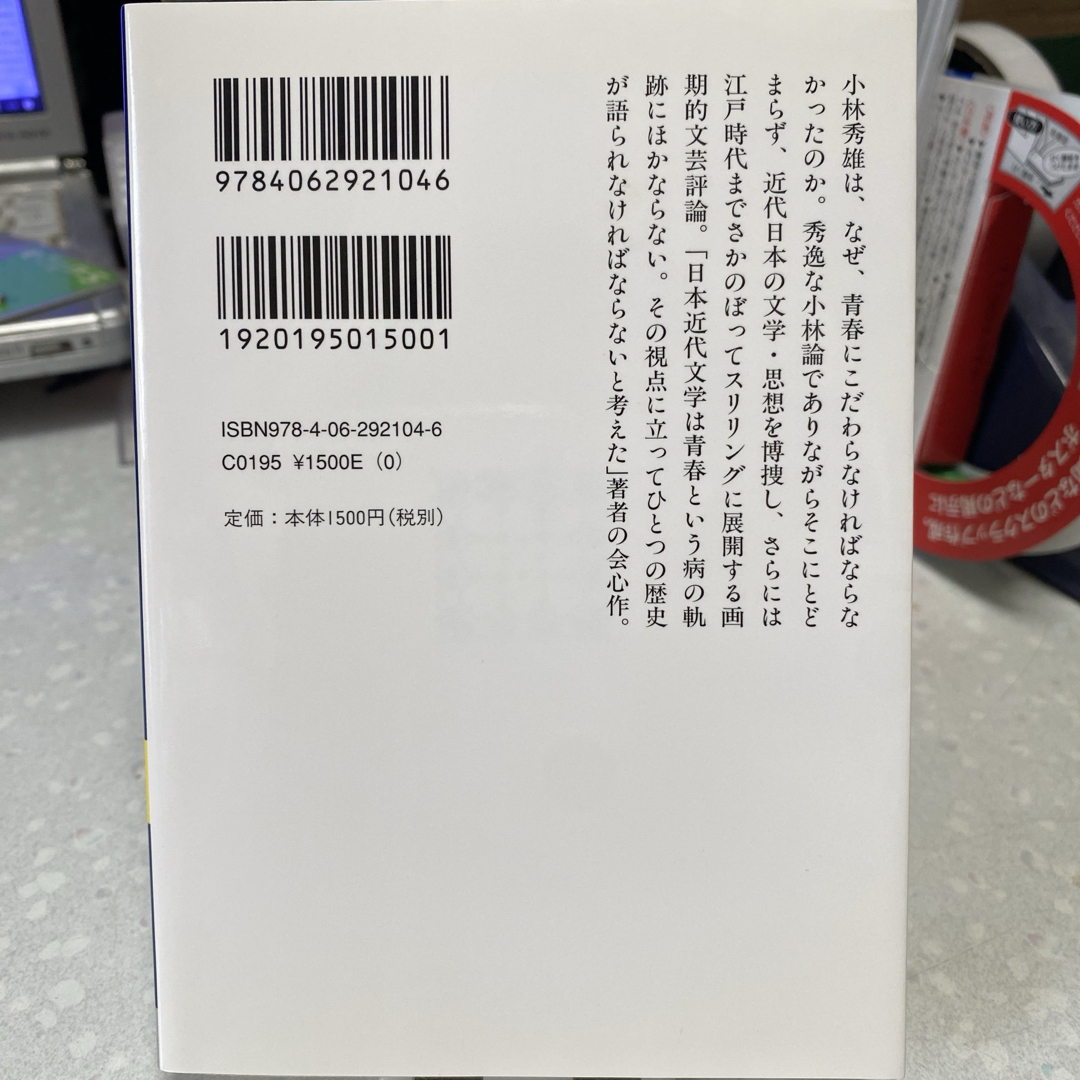 小林秀雄は、なぜ、青春にこだわらなければならな
かったのか。秀逸な小林論でありながらそこにとど
まらず、近代日本の文学・思想を博捜し、さらには
江戸時代までさかのぼってスリリングに展開する画
期的文芸評論。「日本近代文学は青春という病の軌
跡にほかならない。その視点に立ってひとつの歴史
が語られなければならないと考えた」著者の会心作。
9784062921046
1920195015001
ISBN978-4-06-292104-6
C0195 ¥1500E (0)
定価：本体1500円(税別)